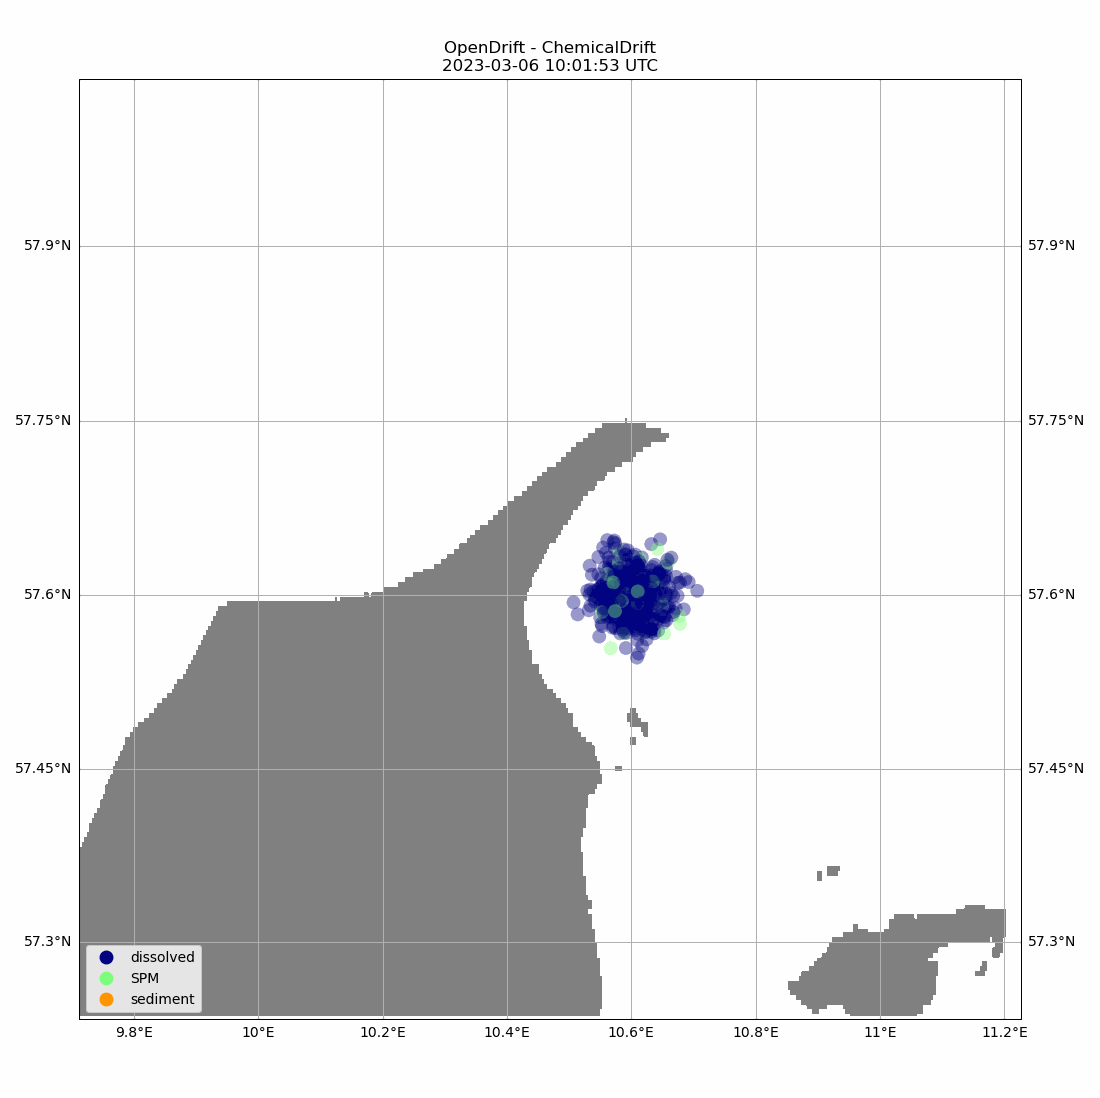 OpenDrift - ChemicalDrift
2023-03-06 10:01:53 UTC
57.9°N 57.9°N
57.75°N 57.75°N
57.6°N 57.6°N
57.45°N 57.45°N
57.3°N 57.3°N
dissolved
SPM
sediment
9.8°E 10°E 10.2°E 10.4°E 10.6°E 10.8°E 11°E 11.2°E